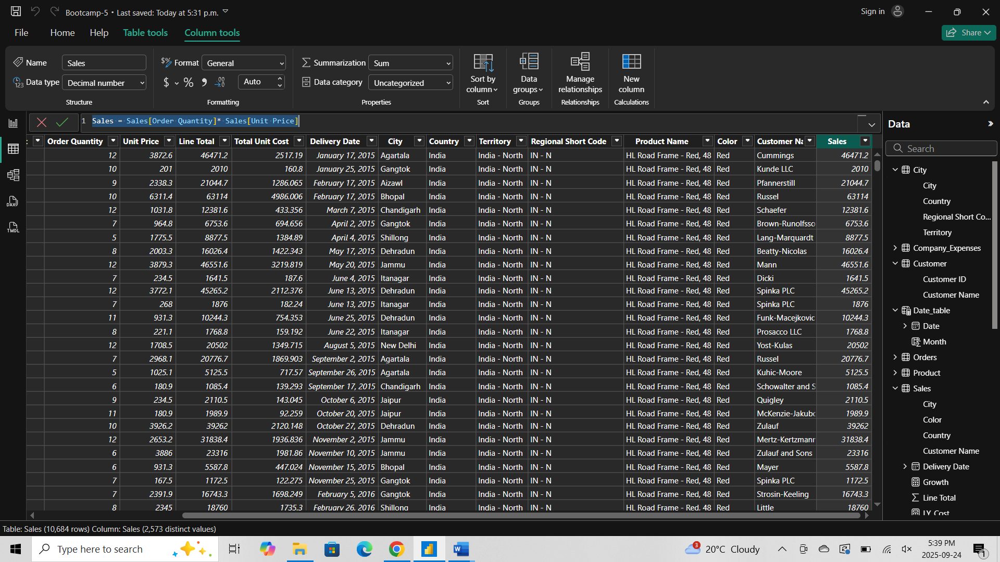 Bootcamp-5 • Last saved: Today at 5:31 p.m.
Sign in
File Home Help Table tools Column tools
Share
Name Sales
Data type Decimal number
Structure
Format General
$ % , .00 Auto
Formatting
Summarization Sum
Data category Uncategorized
Properties
Sort by column
Sort
Data groups
Groups
Manage relationships
Relationships
New column
Calculations
1 Sales = Sales[Order Quantity]* Sales[Unit Price]
Order Quantity Unit Price Line Total Total Unit Cost Delivery Date City Country Territory Regional Short Code Product Name Color Customer Na Sales
12 3872.6 46471.2 2517.19 January 17, 2015 Agartala India India - North IN - N HL Road Frame - Red, 48 Red Cummings 46471.2
10 201 2010 160.8 January 25, 2015 Gangtok India India - North IN - N HL Road Frame - Red, 48 Red Kunde LLC 2010
9 2338.3 21044.7 1286.065 February 17, 2015 Aizawl India India - North IN - N HL Road Frame - Red, 48 Red Pfannerstill 21044.7
10 6311.4 63114 4986.006 February 17, 2015 Bhopal India India - North IN - N HL Road Frame - Red, 48 Red Russel 63114
12 1031.8 12381.6 433.356 March 7, 2015 Chandigarh India India - North IN - N HL Road Frame - Red, 48 Red Schaefer 12381.6
7 964.8 6753.6 694.656 April 2, 2015 Gangtok India India - North IN - N HL Road Frame - Red, 48 Red Brown-Runolfsso 6753.6
5 1775.5 8877.5 1384.89 April 4, 2015 Shillong India India - North IN - N HL Road Frame - Red, 48 Red Lang-Marquardt 8877.5
8 2003.3 16026.4 1422.343 May 17, 2015 Dehradun India India - North IN - N HL Road Frame - Red, 48 Red Beatty-Nicolas 16026.4
12 3879.3 46551.6 3219.819 May 20, 2015 Jammu India India - North IN - N HL Road Frame - Red, 48 Red Mann 46551.6
7 234.5 1641.5 187.6 June 4, 2015 Itanagar India India - North IN - N HL Road Frame - Red, 48 Red Dicki 1641.5
12 3772.1 45265.2 2112.376 June 13, 2015 Dehradun India India - North IN - N HL Road Frame - Red, 48 Red Spinka PLC 45265.2
7 268 1876 182.24 June 13, 2015 Itanagar India India - North IN - N HL Road Frame - Red, 48 Red Spinka PLC 1876
11 931.3 10244.3 754.353 June 25, 2015 Dehradun India India - North IN - N HL Road Frame - Red, 48 Red Funk-Macejkovic 10244.3
8 221.1 1768.8 159.192 June 22, 2015 Itanagar India India - North IN - N HL Road Frame - Red, 48 Red Prosacco LLC 1768.8
12 1708.5 20502 1349.715 August 5, 2015 New Delhi India India - North IN - N HL Road Frame - Red, 48 Red Yost-Kulas 20502
7 2968.1 20776.7 1869.903 September 2, 2015 Agartala India India - North IN - N HL Road Frame - Red, 48 Red Russel 20776.7
5 1025.1 5125.5 717.57 September 26, 2015 Agartala India India - North IN - N HL Road Frame - Red, 48 Red Kuhic-Moore 5125.5
6 180.9 1085.4 139.293 September 17, 2015 Chandigarh India India - North IN - N HL Road Frame - Red, 48 Red Schowalter and S 1085.4
9 234.5 2110.5 143.045 October 6, 2015 Jaipur India India - North IN - N HL Road Frame - Red, 48 Red Quigley 2110.5
11 180.9 1989.9 92.259 October 20, 2015 Jaipur India India - North IN - N HL Road Frame - Red, 48 Red McKenzie-Jakubo 1989.9
10 3926.2 39262 2120.148 October 27, 2015 Dehradun India India - North IN - N HL Road Frame - Red, 48 Red Zulauf 39262
12 2653.2 31838.4 1936.836 November 2, 2015 Jammu India India - North IN - N HL Road Frame - Red, 48 Red Mertz-Kertzmann 31838.4
6 3886 23316 1981.86 November 10, 2015 Jammu India India - North IN - N HL Road Frame - Red, 48 Red Zulauf and Sons 23316
6 931.3 5587.8 447.024 November 15, 2015 Bhopal India India - North IN - N HL Road Frame - Red, 48 Red Mayer 5587.8
7 167.5 1172.5 122.275 November 25, 2015 Gangtok India India - North IN - N HL Road Frame - Red, 48 Red Spinka PLC 1172.5
7 2391.9 16743.3 1698.249 February 5, 2016 Gangtok India India - North IN - N HL Road Frame - Red, 48 Red Strosin-Keeling 16743.3
8 2345 18760 1735.3 February 26, 2016 Shillong India India - North IN - N HL Road Frame - Red, 48 Red Little 18760
DAX
TMDL
Data
Search
City
City
Country
Regional Short Co...
Territory
Company_Expenses
Customer
Customer ID
Customer Name
Date_table
Date
Month
Orders
Product
Sales
City
Color
Country
Customer Name
Delivery Date
Growth
Line Total
LY_Cost
Table: Sales (10,684 rows) Column: Sales (2,573 distinct values)
Type here to search
3 20°C Cloudy
5:39 PM
2025-09-24
1